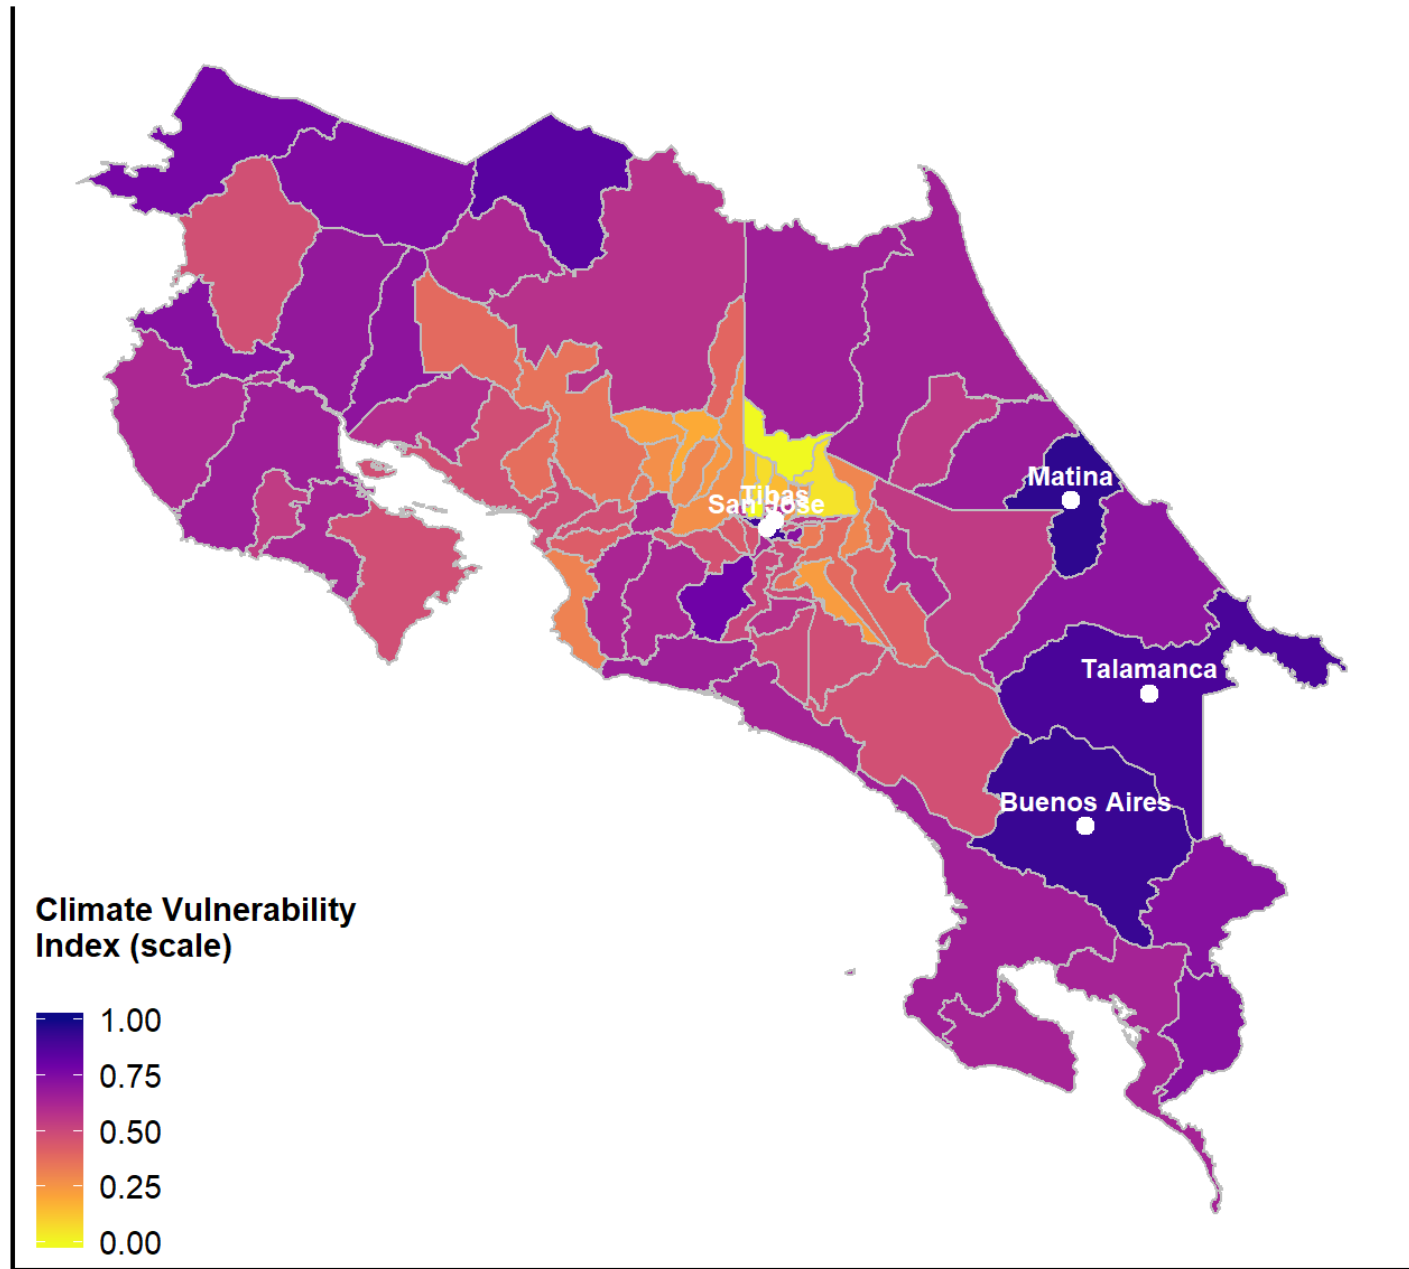 Matina
Tibas
San Jose
Talamanca
Buenos Aires
Climate Vulnerability
Index (scale)
1.00
0.75
0.50
0.25
0.00